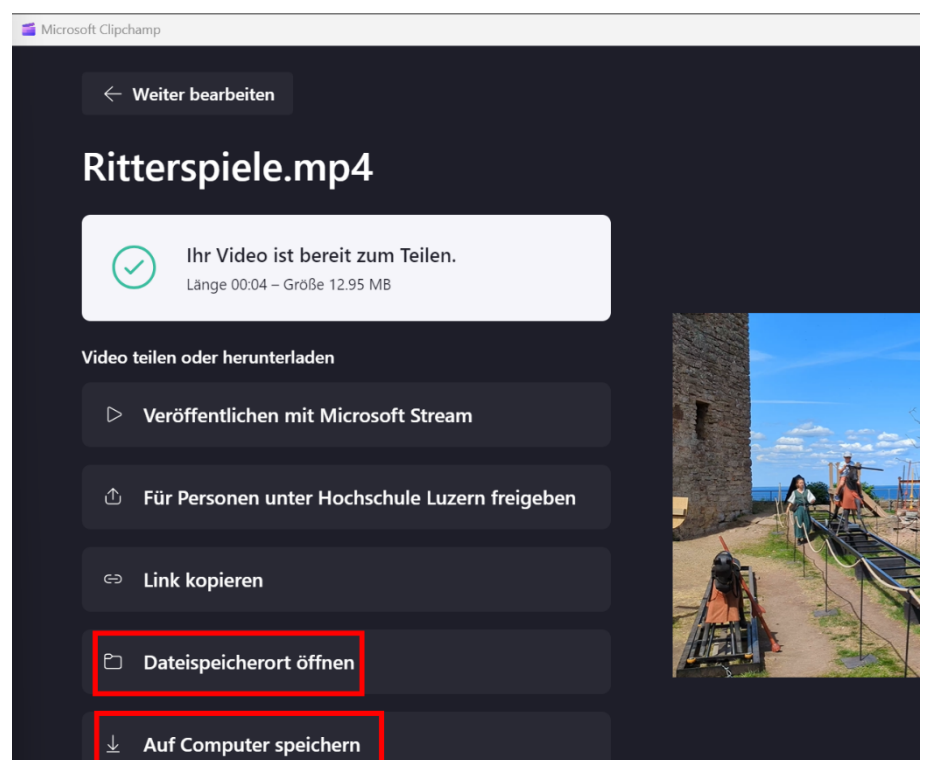 Microsoft Clipchamp
Weiter bearbeiten
Ritterspiele.mp4
Ihr Video ist bereit zum Teilen.
Länge 00:04 – Größe 12.95 MB
Video teilen oder herunterladen
Veröffentlichen mit Microsoft Stream
Für Personen unter Hochschule Luzern freigeben
Link kopieren
Dateispeicherort öffnen
Auf Computer speichern